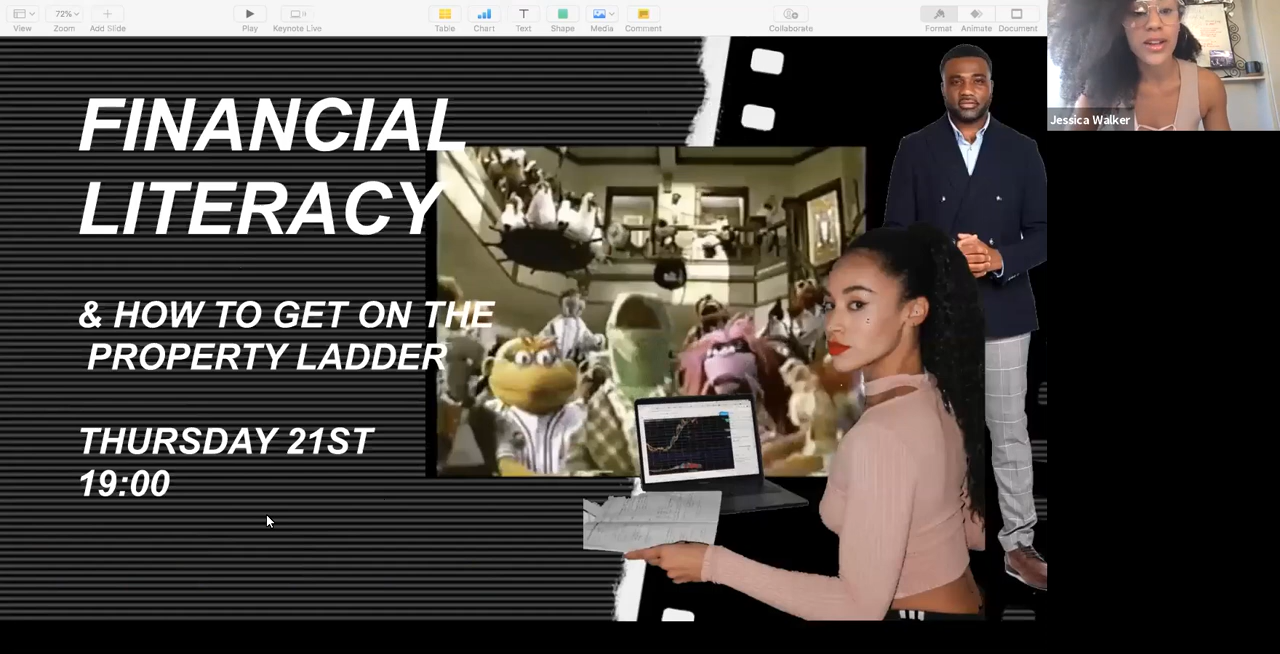 72%
View
Zoom
Add Slide
Play
Keynote Live
Table
Chart
Text
Shape
Media
Comment
Collaborate
Format
Animate
Document
Jessica Walker
FINANCIAL
LITERACY
& HOW TO GET ON THE
PROPERTY LADDER
THURSDAY 21ST
19:00